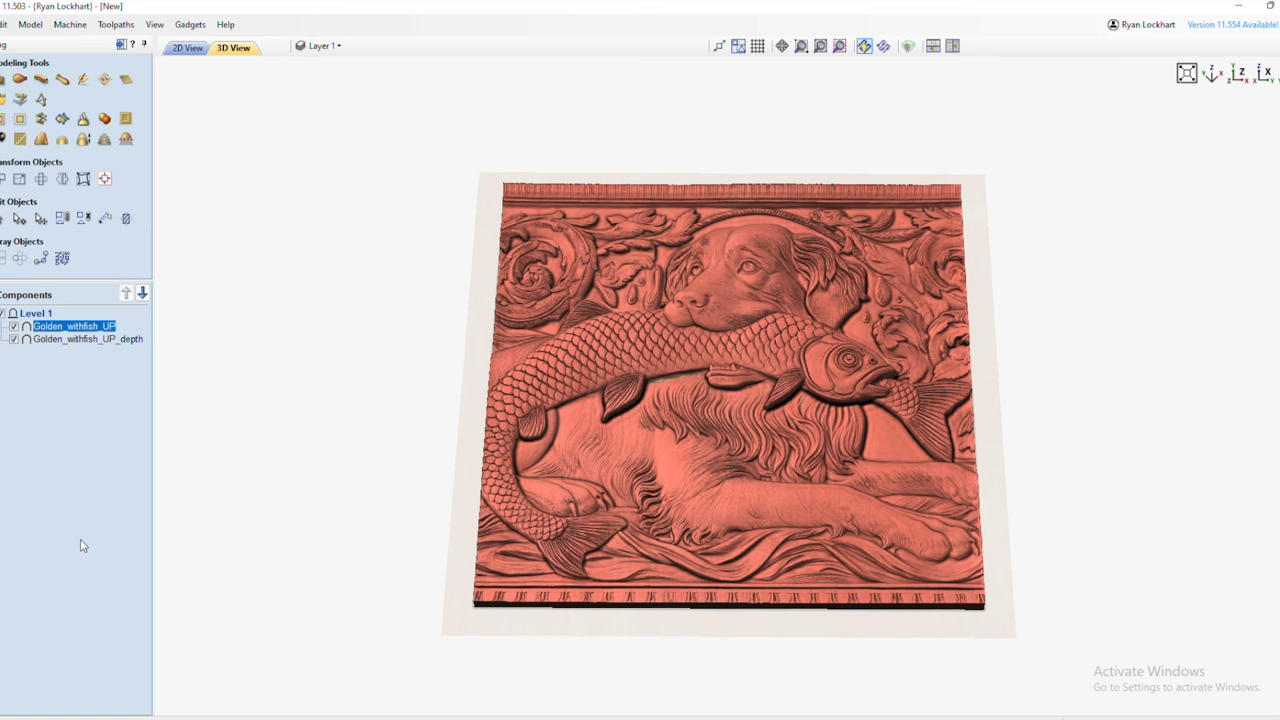 11.503 - {Ryan Lockhart} - [New]
dit Model Machine Toolpaths View Gadgets Help
Ryan Lockhart Version 11.554 Available!
ng
2D View 3D View Layer 1
odeling Tools
ansform Objects
it Objects
ray Objects
Components
Level 1
Golden_withfish_UP
Golden_withfish_UP_depth
Z
Y X
Y
Z
Z X
Z
X
X Y
Activate Windows
Go to Settings to activate Windows.